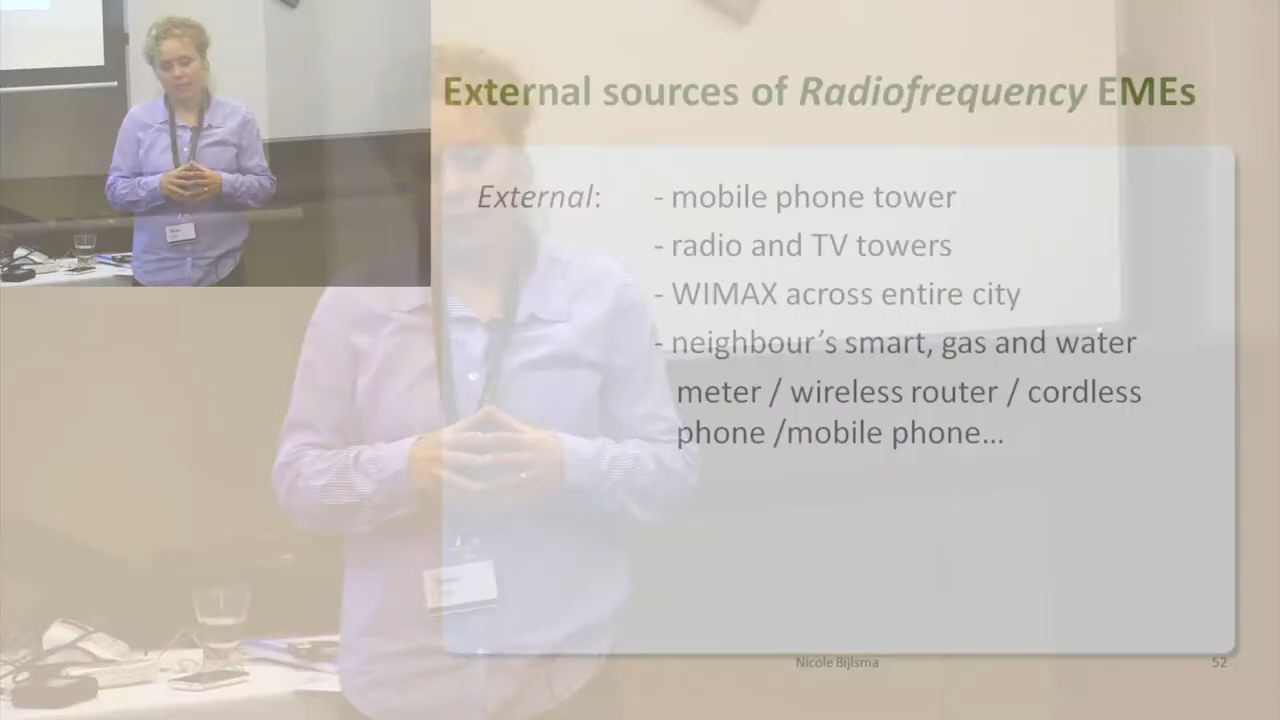 External sources of Radiofrequency EMEs
External: - mobile phone tower
- radio and TV towers
- WIMAX across entire city
- neighbour's smart, gas and water
meter / wireless router / cordless
phone /mobile phone...
Nicole Bijlsma
52